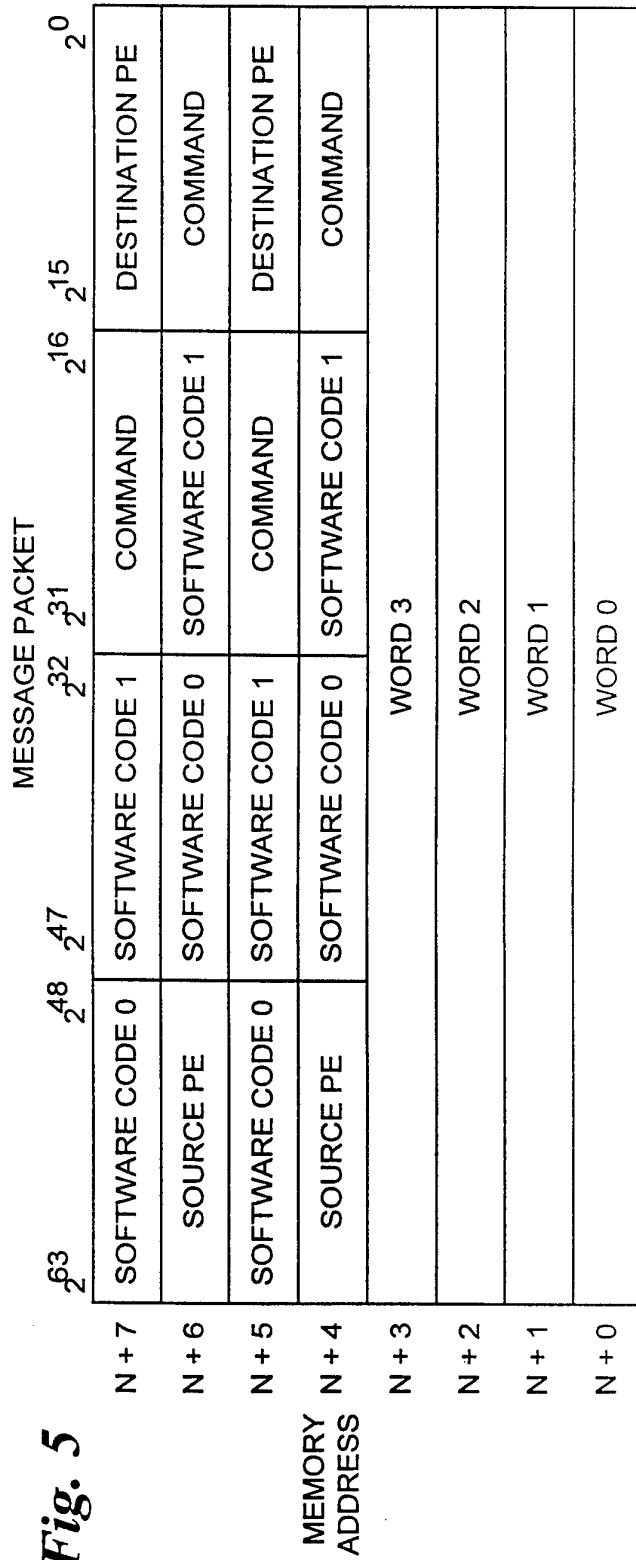 Fig. 5
MESSAGE PACKET
2^63 2^48 2^47 2^32 2^31 2^16 2^15 2^0
MEMORY
ADDRESS
N + 7 SOFTWARE CODE 0 SOFTWARE CODE 1 COMMAND DESTINATION PE
N + 6 SOURCE PE SOFTWARE CODE 0 SOFTWARE CODE 1 COMMAND
N + 5 SOFTWARE CODE 0 SOFTWARE CODE 1 COMMAND DESTINATION PE
N + 4 SOURCE PE SOFTWARE CODE 0 SOFTWARE CODE 1 COMMAND
N + 3 WORD 3
N + 2 WORD 2
N + 1 WORD 1
N + 0 WORD 0